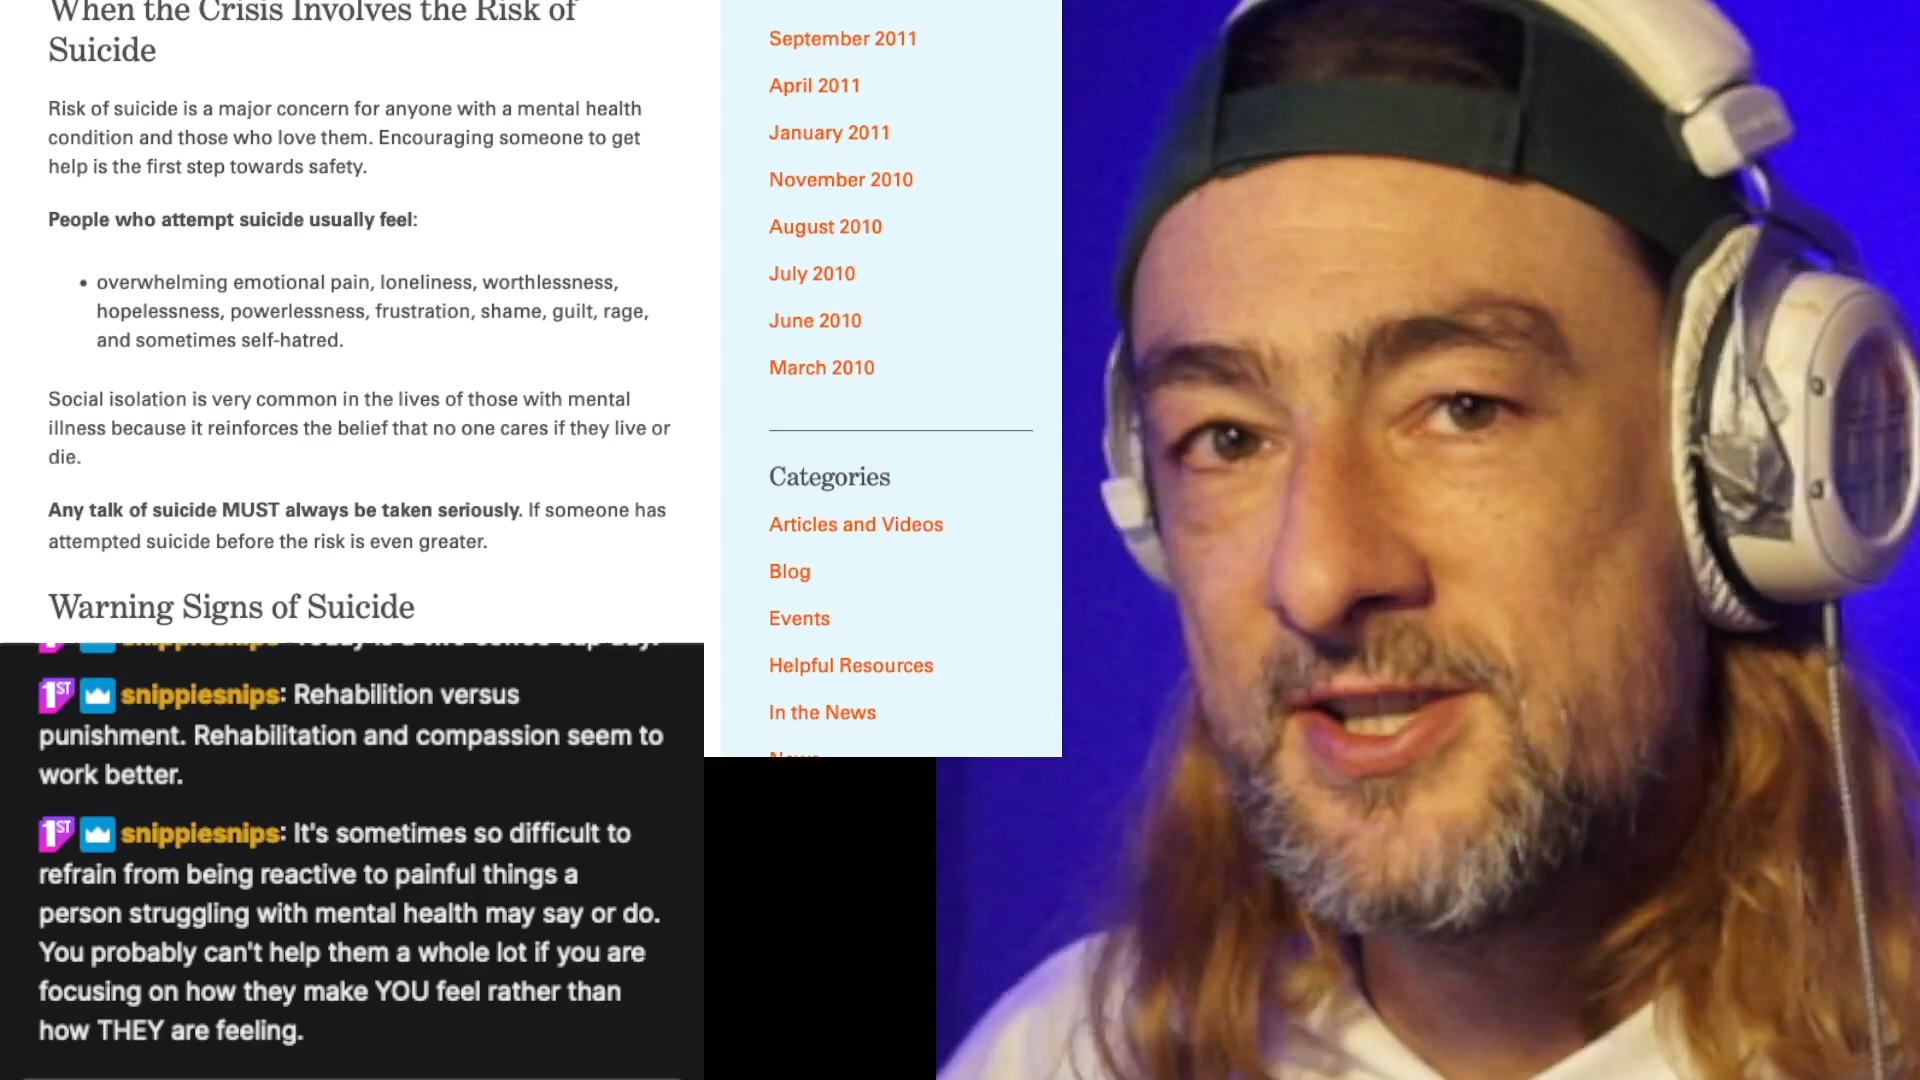 When the Crisis Involves the Risk of
Suicide
Risk of suicide is a major concern for anyone with a mental health
condition and those who love them. Encouraging someone to get
help is the first step towards safety.
People who attempt suicide usually feel:
• overwhelming emotional pain, loneliness, worthlessness,
hopelessness, powerlessness, frustration, shame, guilt, rage,
and sometimes self-hatred.
Social isolation is very common in the lives of those with mental
illness because it reinforces the belief that no one cares if they live or
die.
Any talk of suicide MUST always be taken seriously. If someone has
attempted suicide before the risk is even greater.
Warning Signs of Suicide
September 2011
April 2011
January 2011
November 2010
August 2010
July 2010
June 2010
March 2010
Categories
Articles and Videos
Blog
Events
Helpful Resources
In the News
snippiesnips:
1ST snippiesnips: Rehabilition versus
punishment. Rehabilitation and compassion seem to
work better.
1ST snippiesnips: It's sometimes so difficult to
refrain from being reactive to painful things a
person struggling with mental health may say or do.
You probably can't help them a whole lot if you are
focusing on how they make YOU feel rather than
how THEY are feeling.